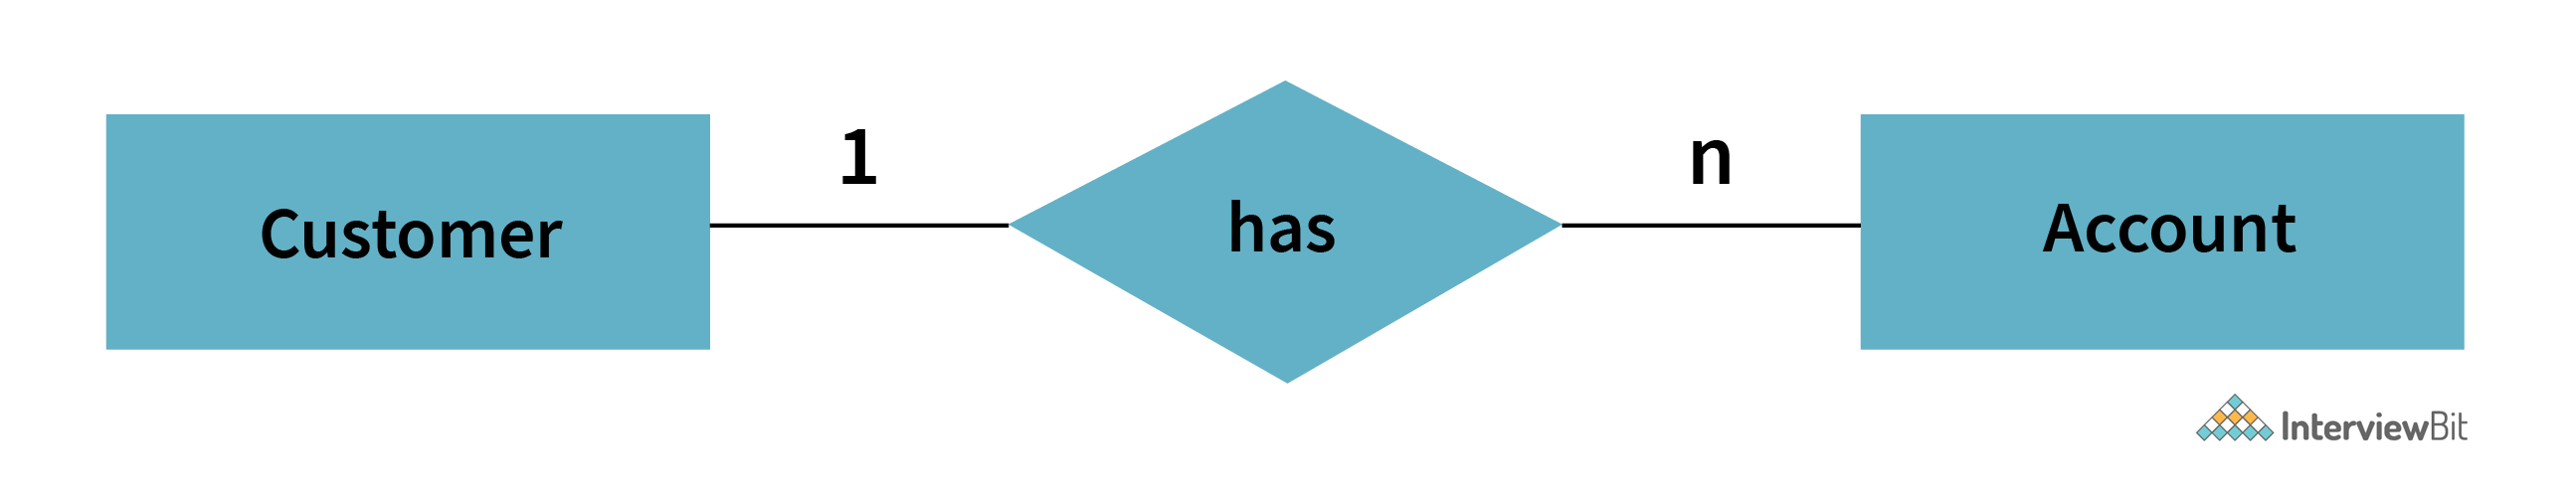 Customer
1
has
n
Account
InterviewBit